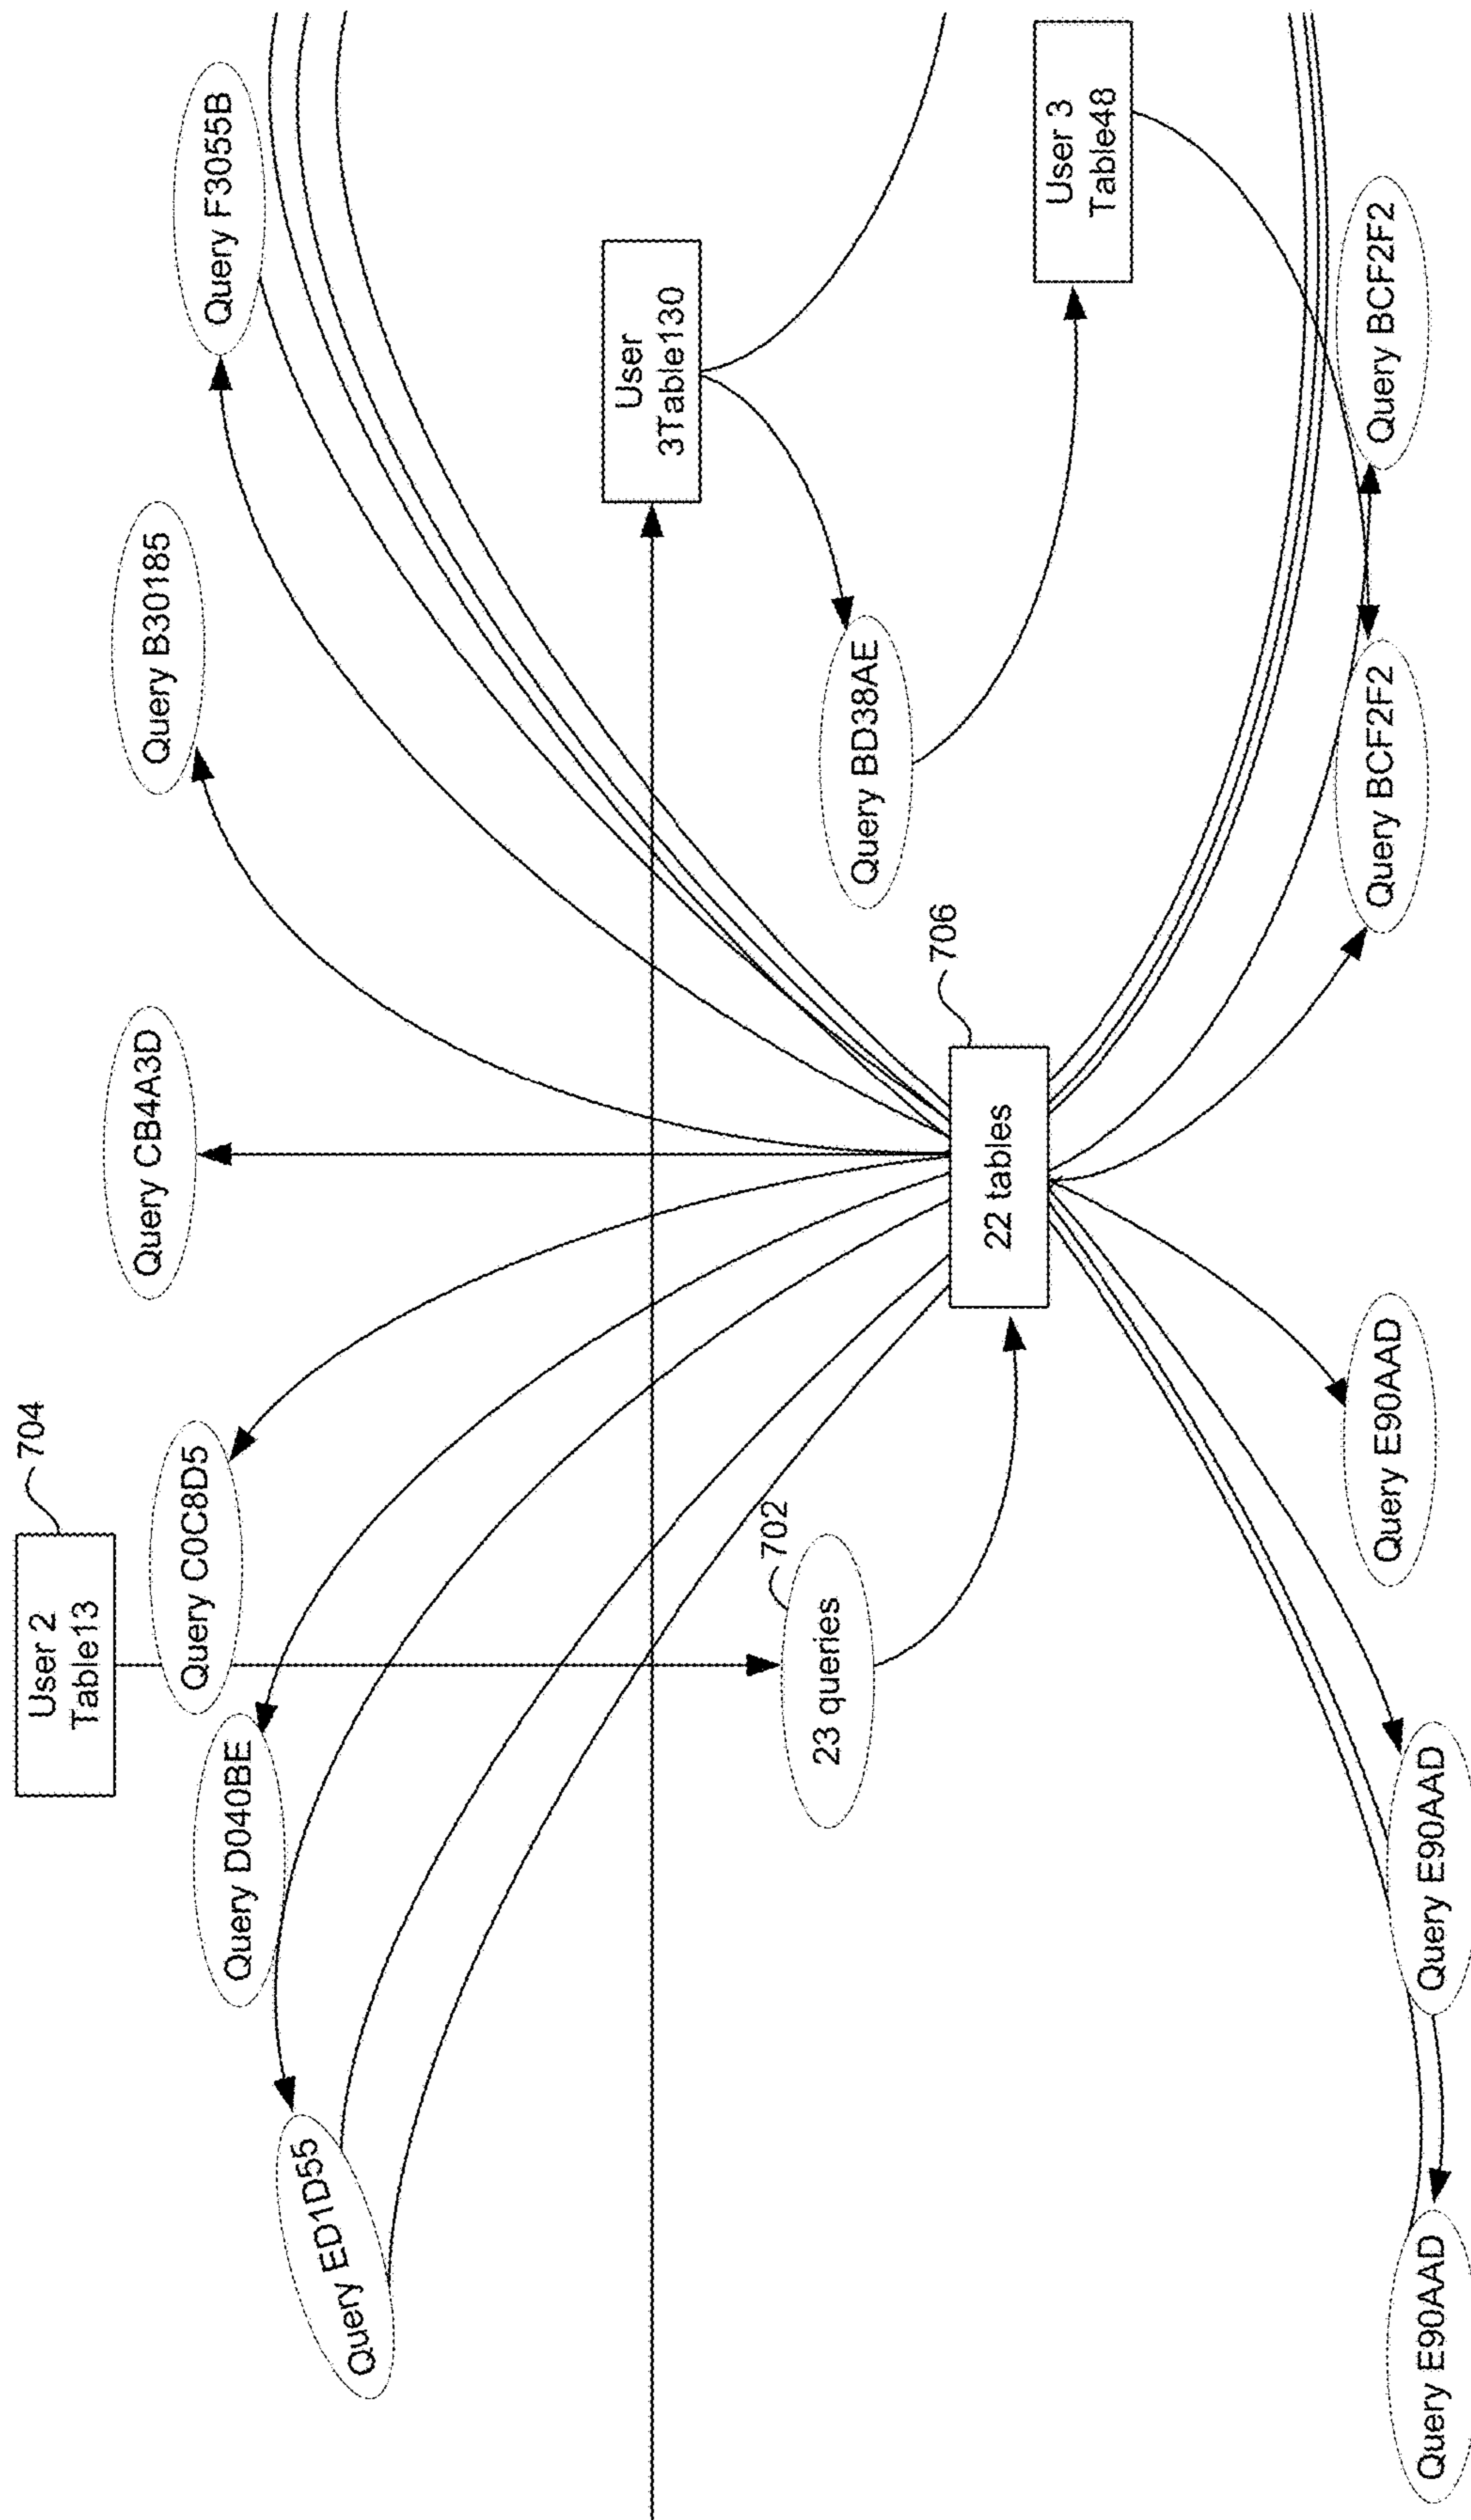 User 2
Table13
704
Query ED1D55
Query D040BE
Query C0C8D5
Query CB4A3D
Query B30185
Query F3055B
User
3Table130
23 queries
702
22 tables
706
Query BD38AE
User 3
Table48
Query E90AAD
Query E90AAD
Query E90AAD
Query BCF2F2
Query BCF2F2